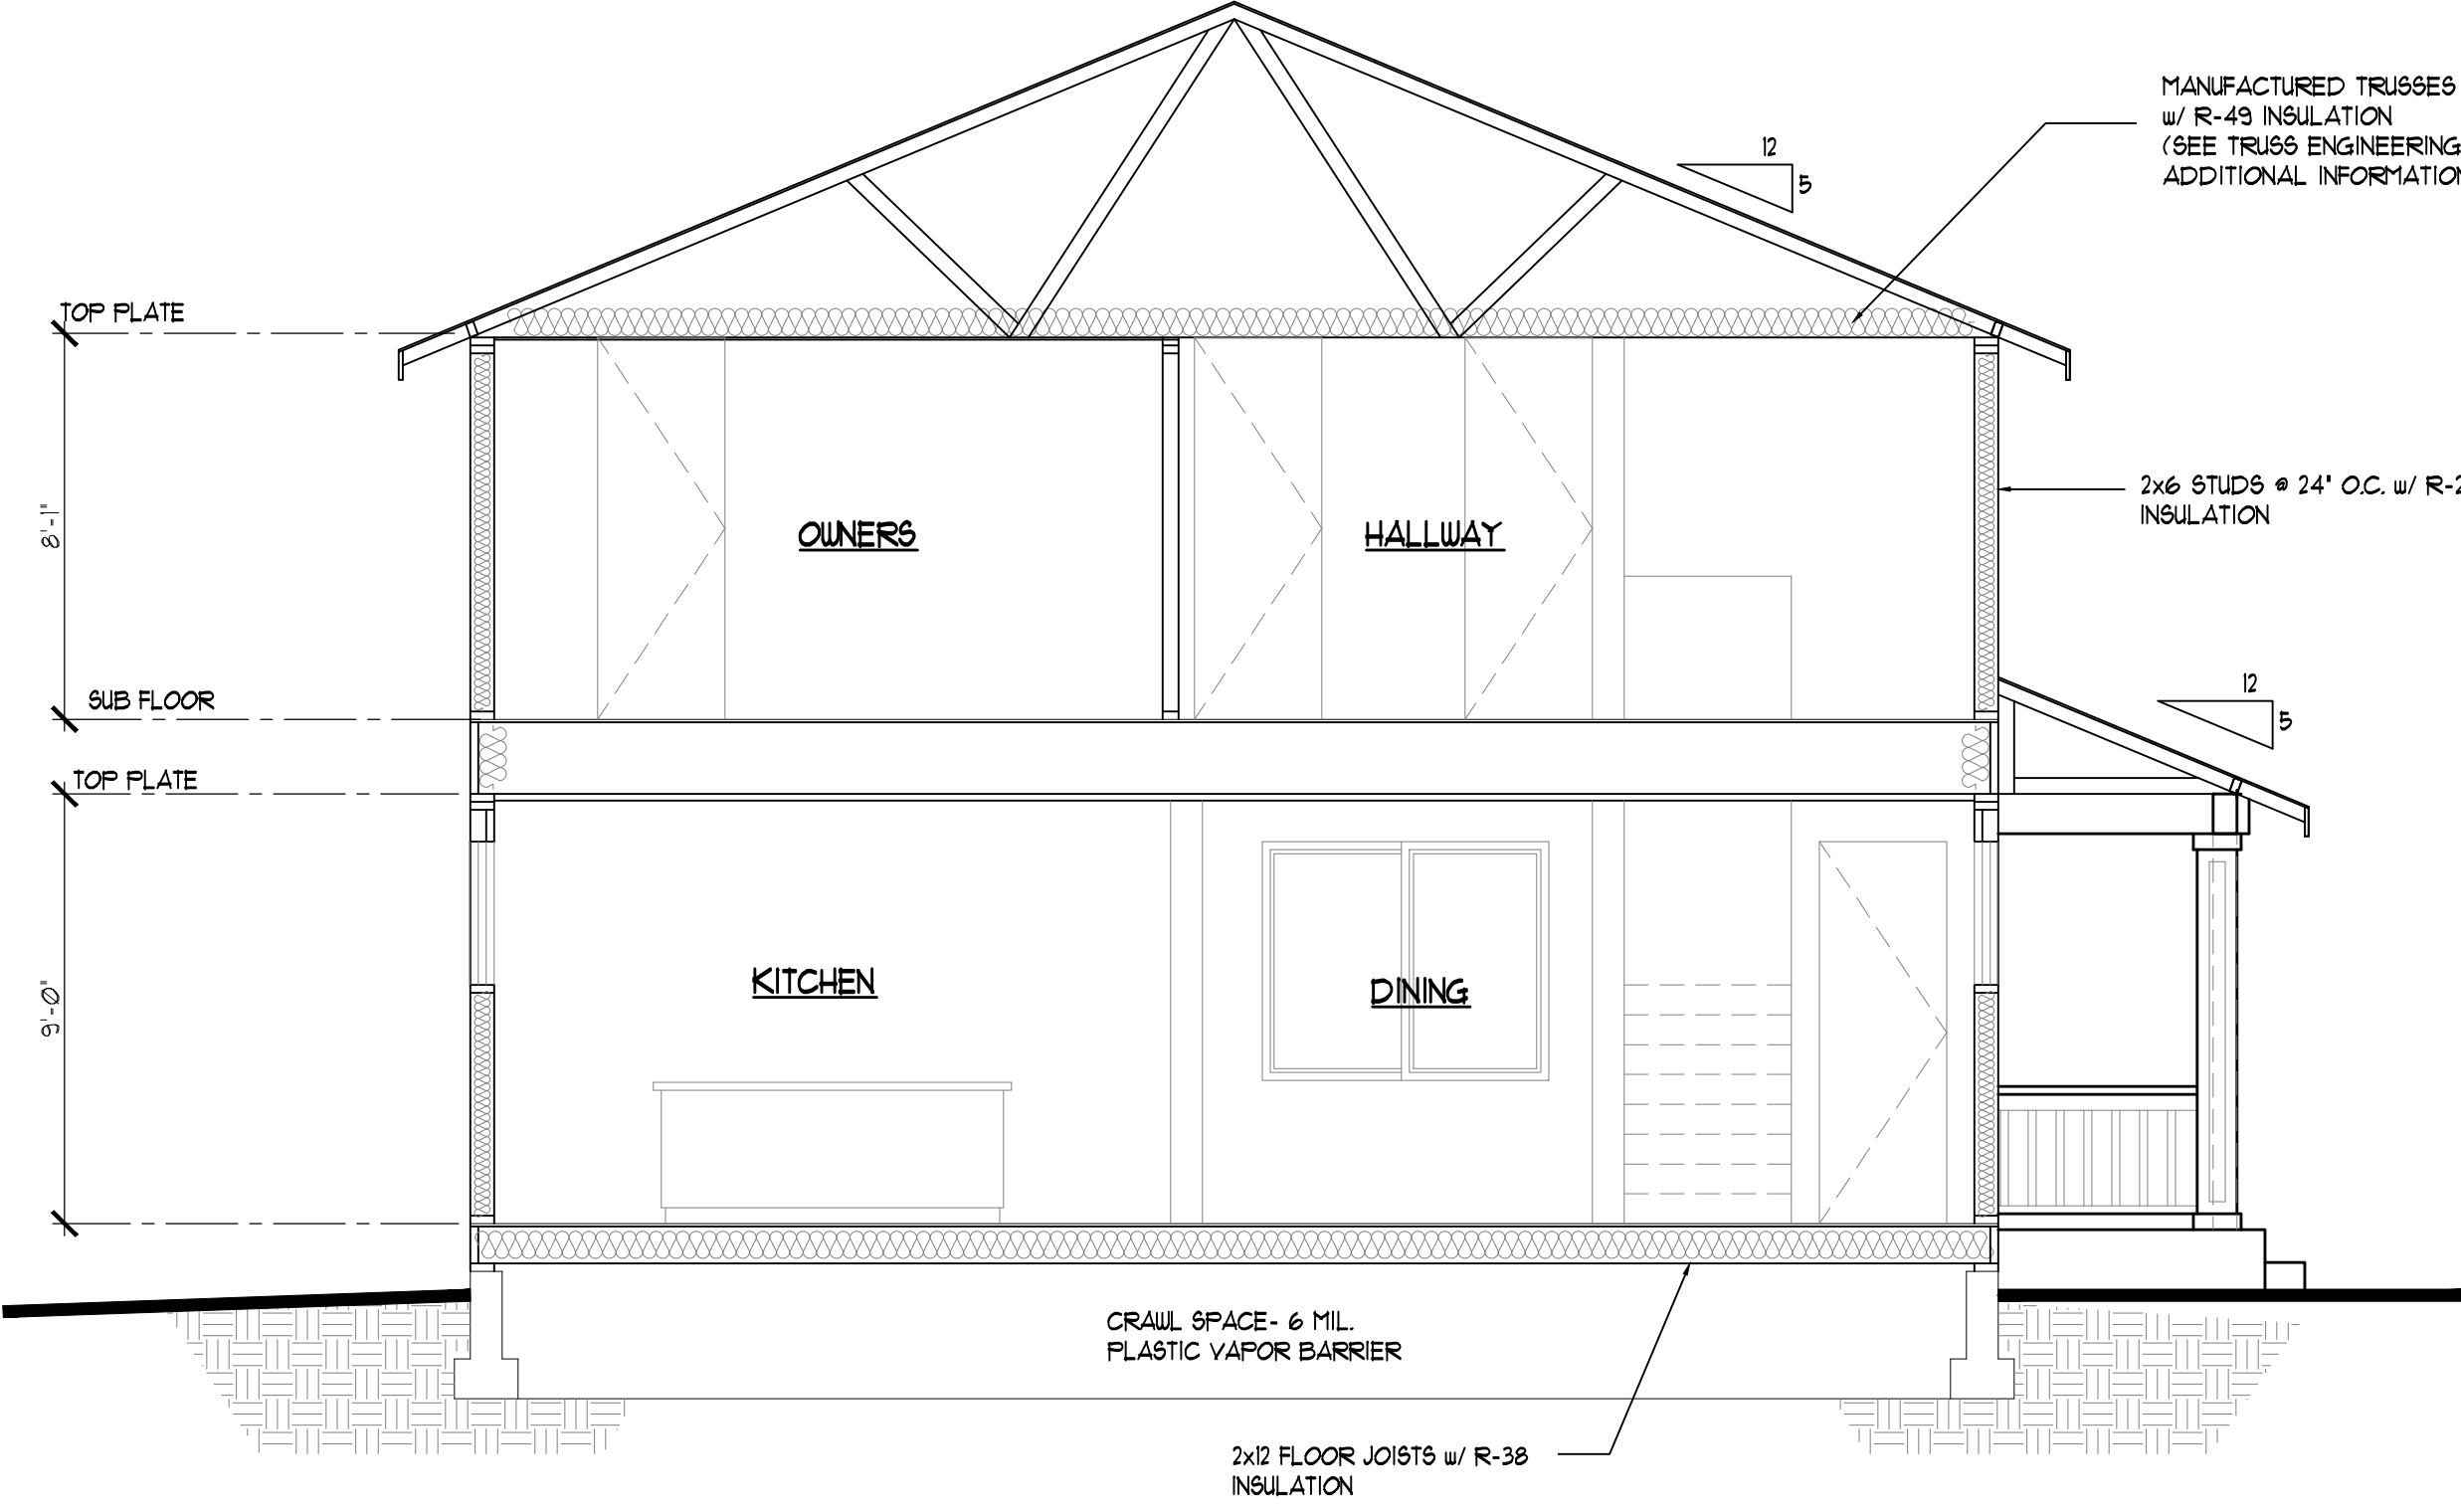 MANUFACTURED TRUSSES
w/ R-49 INSULATION
(SEE TRUSS ENGINEERING
ADDITIONAL INFORMATION
12
5
TOP PLATE
8'-1"
OWNERS
HALLWAY
2x6 STUDS @ 24" O.C. w/
INSULATION
SUB FLOOR
12
5
TOP PLATE
9'-0"
KITCHEN
DINING
CRAWL SPACE- 6 MIL.
PLASTIC VAPOR BARRIER
2x12 FLOOR JOISTS w/ R-38
INSULATION